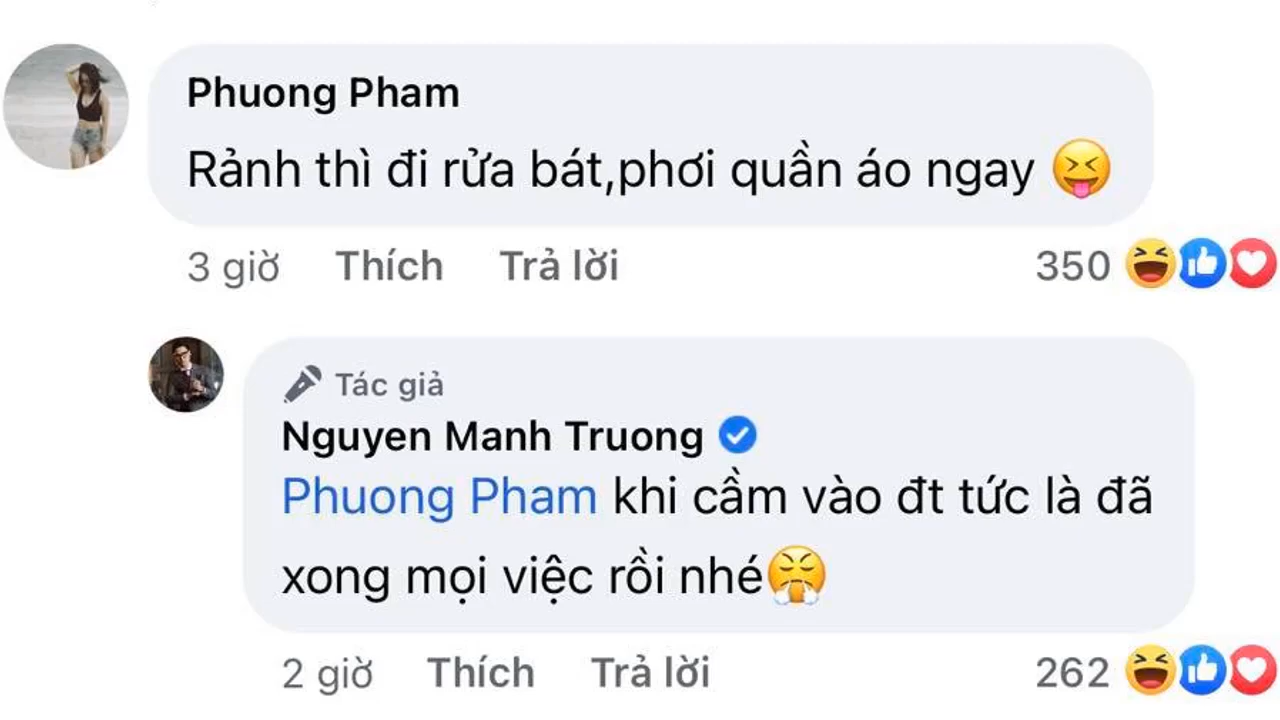 Phuong Pham
Rảnh thì đi rửa bát,phơi quần áo ngay 😝
3 giờ Thích Trả lời 350
Tác giả
Nguyen Manh Truong
Phuong Pham khi cầm vào đt tức là đã
xong mọi việc rồi nhé😤
2 giờ Thích Trả lời 262